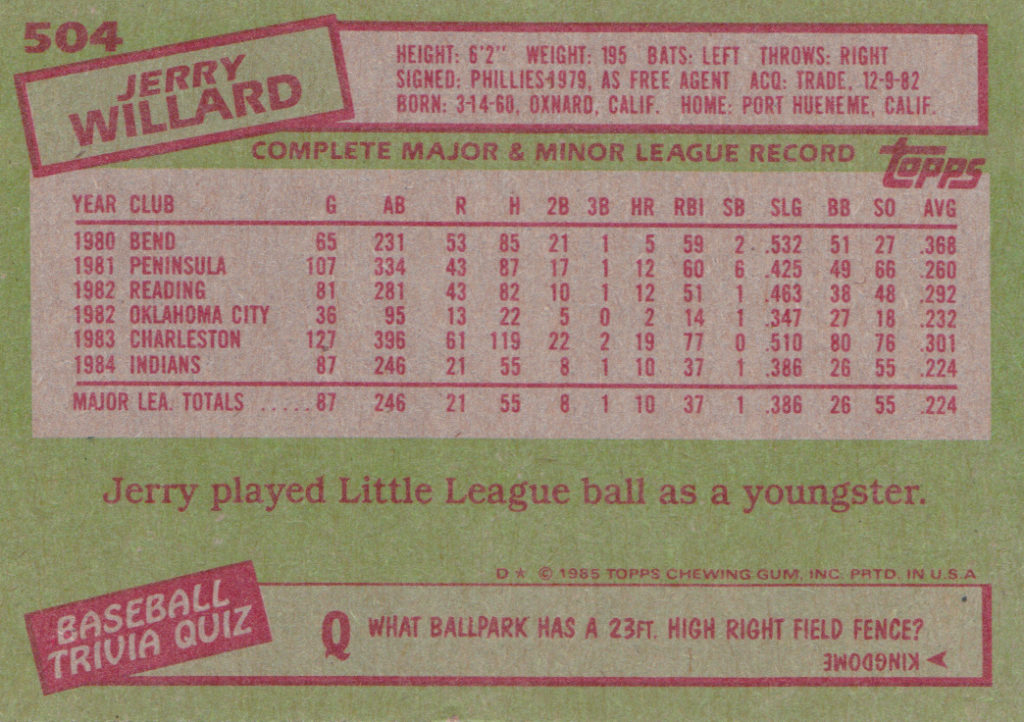 504
JERRY
WILLARD
HEIGHT: 6'2" WEIGHT: 195 BATS: LEFT THROWS: RIGHT
SIGNED: PHILLIES-1979, AS FREE AGENT ACQ: TRADE, 12-9-82
BORN: 3-14-60, OXNARD, CALIF. HOME: PORT HUENEME, CALIF.
COMPLETE MAJOR & MINOR LEAGUE RECORD
Topps
YEAR CLUB G AB R H 2B 3B HR RBI SB SLG BB SO AVG
1980 BEND 65 231 53 85 21 1 5 59 2 .532 51 27 .368
1981 PENINSULA 107 334 43 87 17 1 12 60 6 .425 49 66 .260
1982 READING 81 281 43 82 10 1 12 51 1 .463 38 48 .292
1982 OKLAHOMA CITY 36 95 13 22 5 0 2 14 1 .347 27 18 .232
1983 CHARLESTON 127 396 61 119 22 2 19 77 0 .510 80 76 .301
1984 INDIANS 87 246 21 55 8 1 10 37 1 .386 26 55 .224
MAJOR LEA. TOTALS .....87 246 21 55 8 1 10 37 1 .386 26 55 .224
Jerry played Little League ball as a youngster.
D★ © 1985 TOPPS CHEWING GUM, INC. PRTD. IN U.S.A
BASEBALL
TRIVIA QUIZ
Q WHAT BALLPARK HAS A 23FT. HIGH RIGHT FIELD FENCE?
KINGDOME